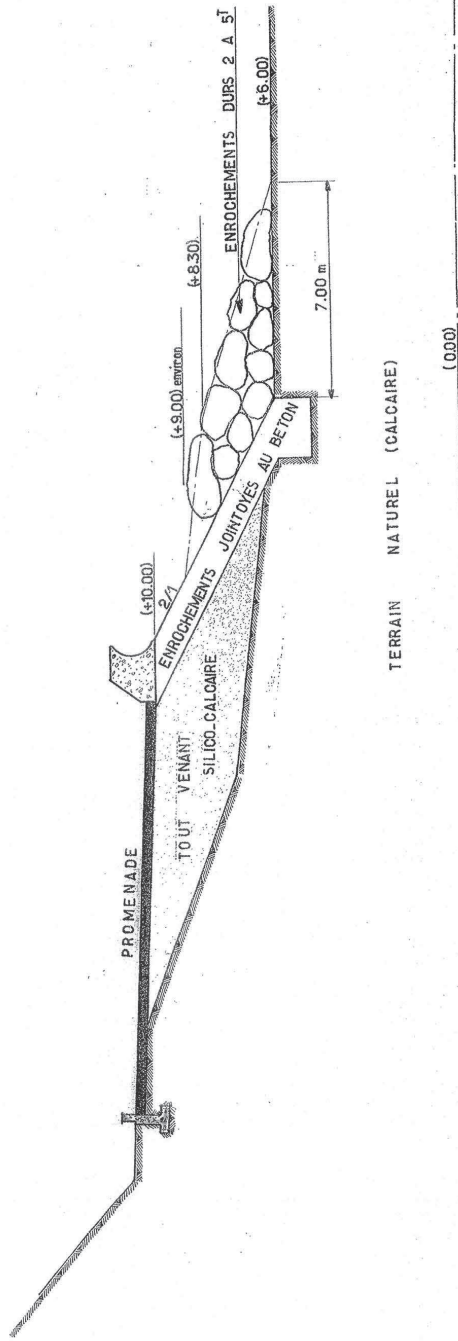 PROMENADE
(+10.00)
2/1
(+9.00) environ
(+8.30)
ENROCHEMENTS DURS 2 A 5T
(+6.00)
ENROCHEMENTS JOINTOYES AU BETON
TOUT VENANT
SILICO-CALCAIRE
7.00 m
TERRAIN NATUREL (CALCAIRE)
(0.00)